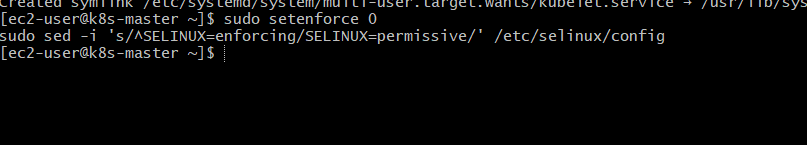 Created symlink /etc/systemd/system/multi-user.target.wants/kubelet.service → /usr/lib/sys
[ec2-user@k8s-master ~]$ sudo setenforce 0
sudo sed -i 's/^SELINUX=enforcing/SELINUX=permissive/' /etc/selinux/config
[ec2-user@k8s-master ~]$